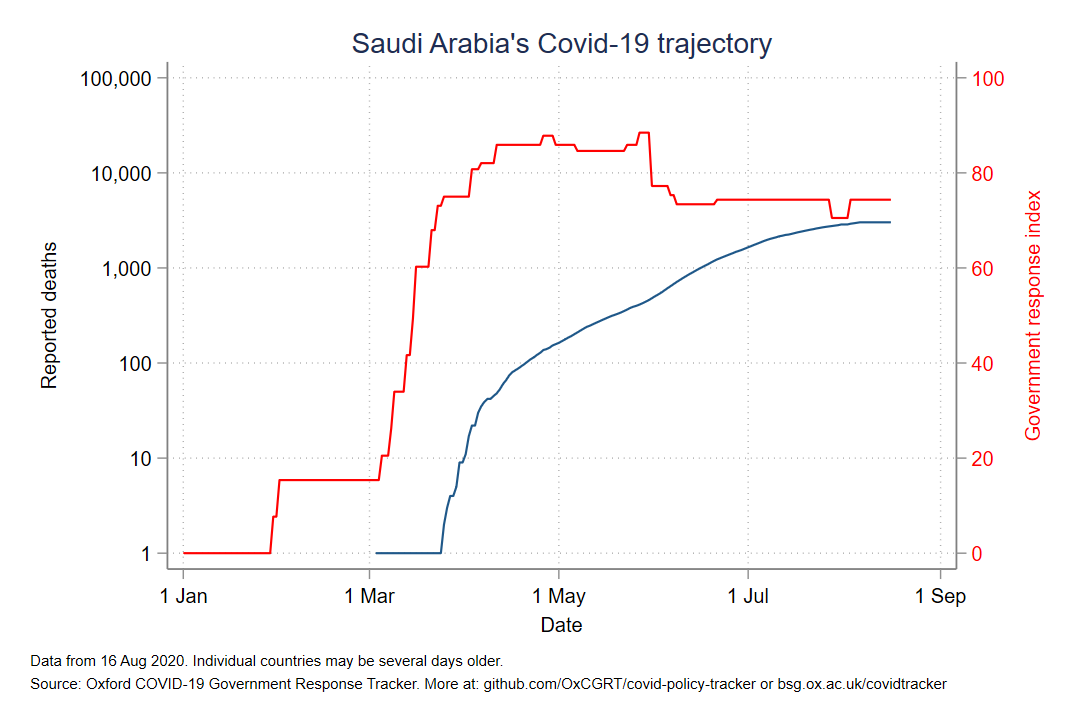 Saudi Arabia's Covid-19 trajectory
100,000
10,000
1,000
100
10
1
Reported deaths
100
80
60
40
20
0
Government response index
1 Jan
1 Mar
1 May
1 Jul
1 Sep
Date
Data from 16 Aug 2020. Individual countries may be several days older.
Source: Oxford COVID-19 Government Response Tracker. More at: github.com/OxCGRT/covid-policy-tracker or bsg.ox.ac.uk/covidtracker